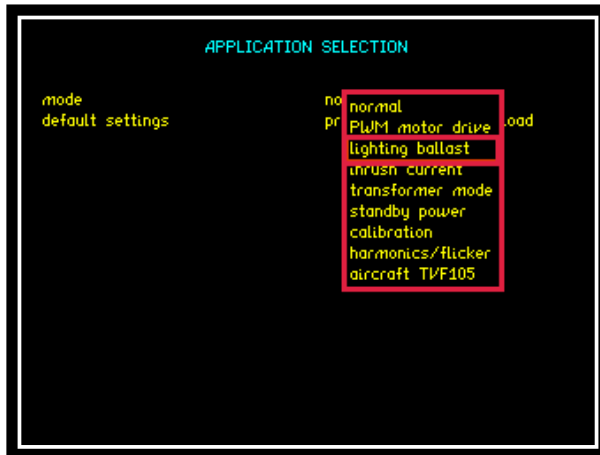 APPLICATION SELECTION
mode no
default settings pr oad
normal
PWM motor drive
lighting ballast
inrush current
transformer mode
standby power
calibration
harmonics/flicker
aircraft TVF105